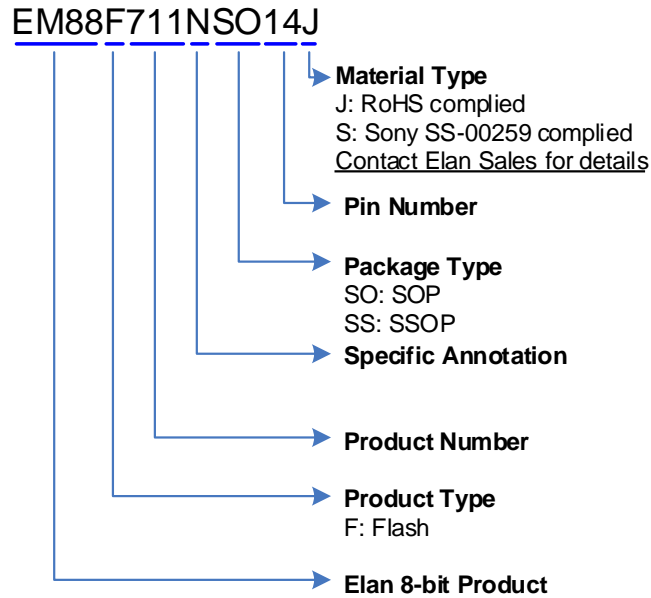 EM88F711NSO14J
Material Type
J: RoHS complied
S: Sony SS-00259 complied
Contact Elan Sales for details
Pin Number
Package Type
SO: SOP
SS: SSOP
Specific Annotation
Product Number
Product Type
F: Flash
Elan 8-bit Product